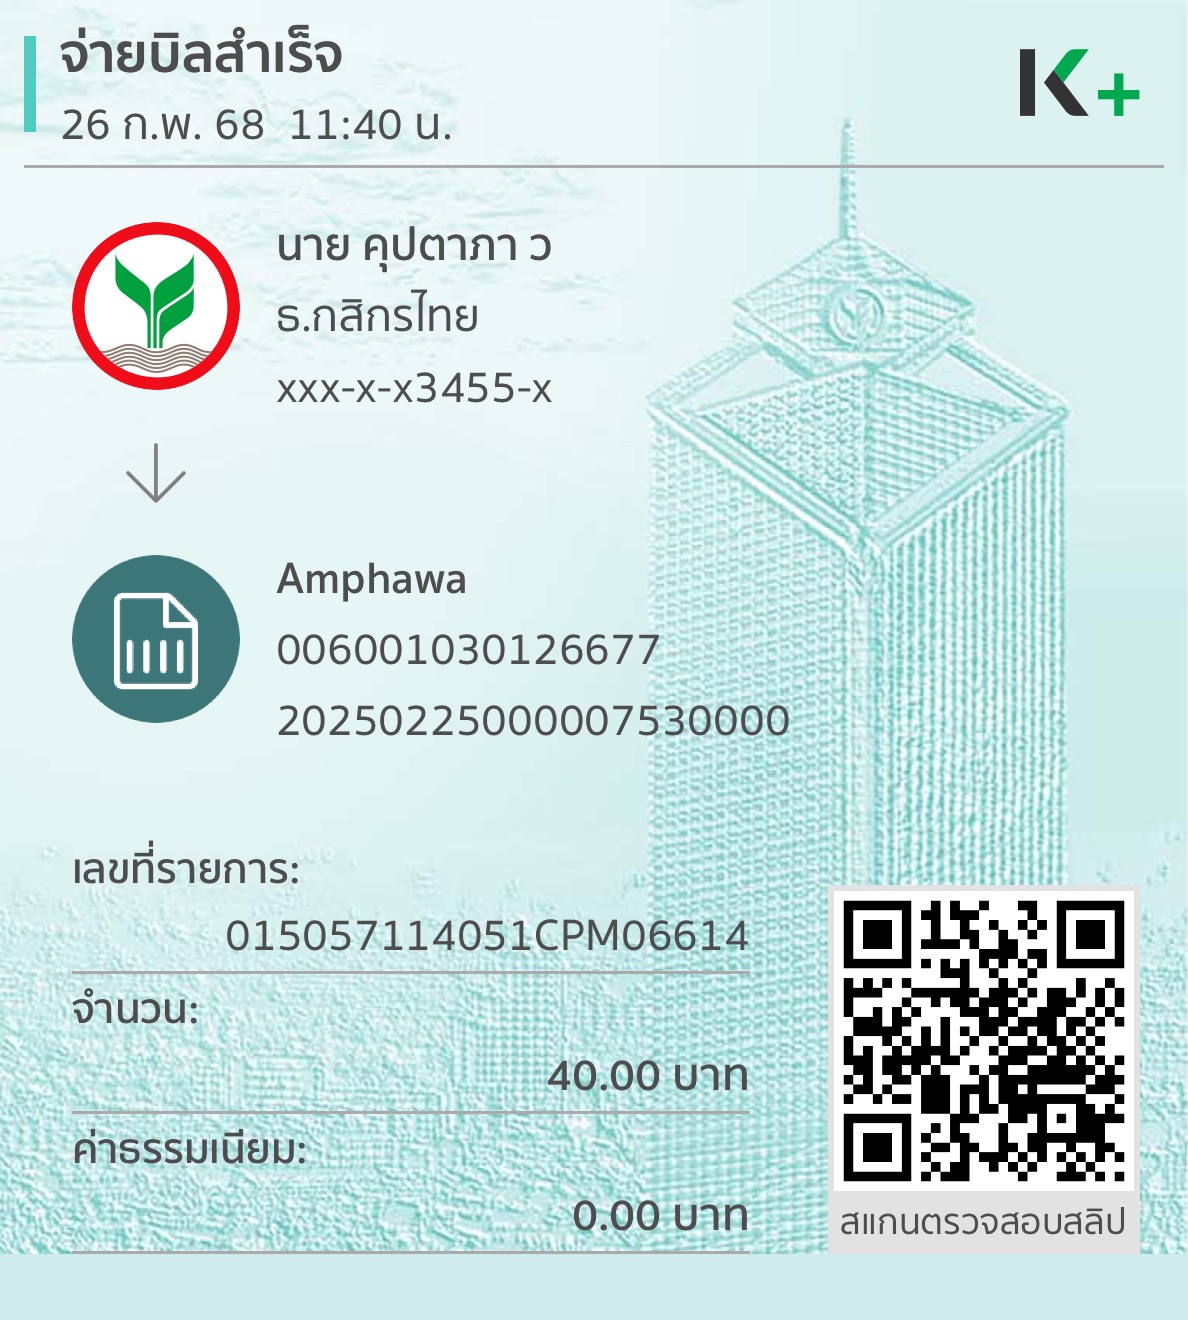 จ่ายบิลสำเร็จ
26 ก.พ. 68  11:40 น.
K+
นาย คุปตาภา ว
ธ.กสิกรไทย
xxx-x-x3455-x
Amphawa
006001030126677
20250225000007530000
เลขที่รายการ:
015057114051CPM06614
จำนวน:
40.00 บาท
ค่าธรรมเนียม:
0.00 บาท
สแกนตรวจสอบสลิป